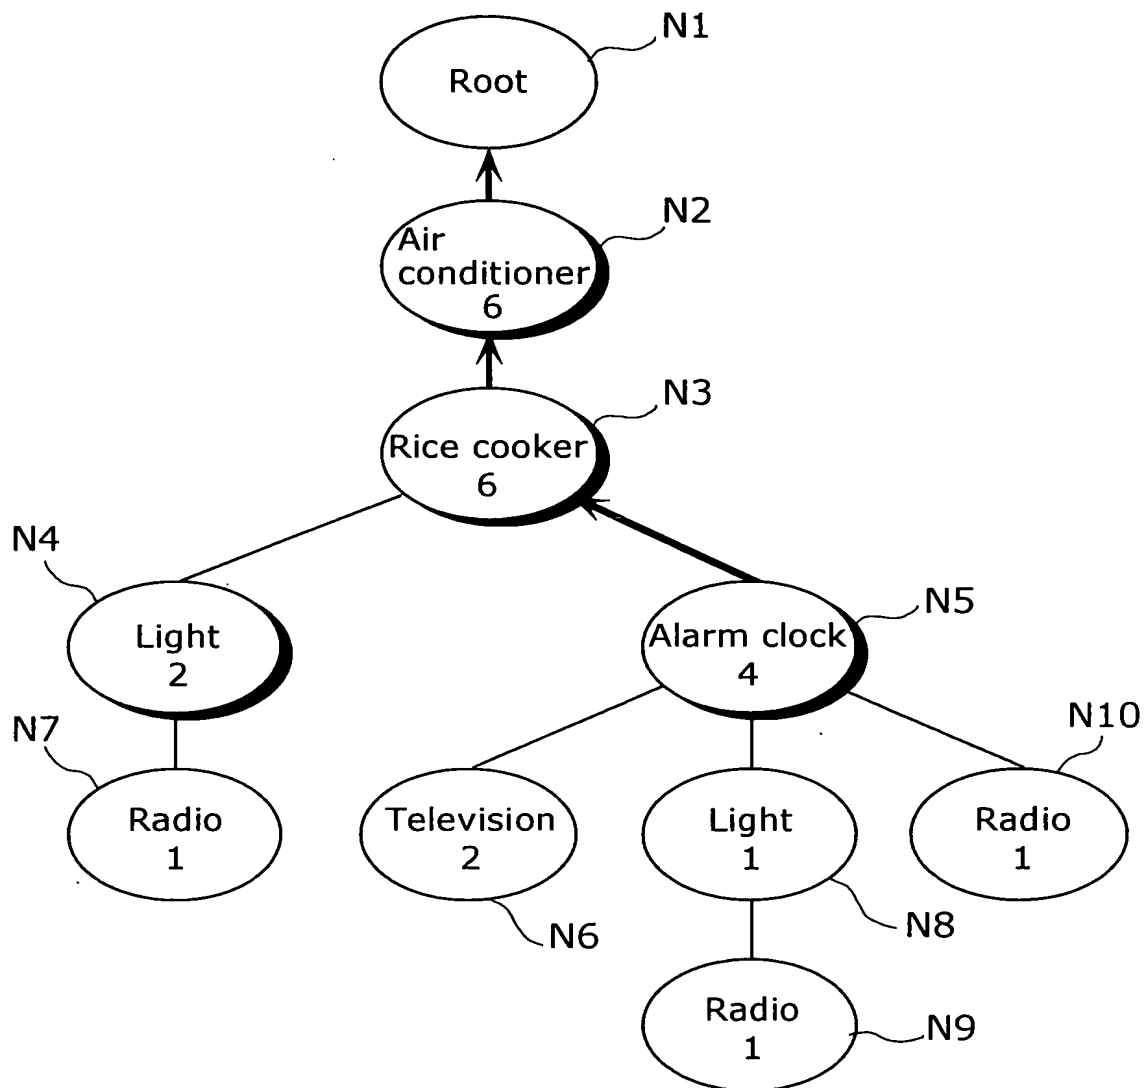 N1
Root
N2
Air
conditioner
6
N3
Rice cooker
6
N4
Light
2
N5
Alarm clock
4
N7
Radio
1
Television
2
N6
Light
1
N8
N10
Radio
1
Radio
1
N9